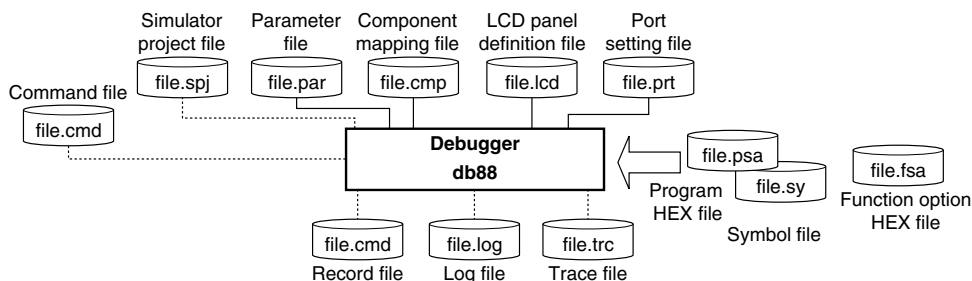 Simulator
project file
file.spj
Parameter
file
file.par
Component
mapping file
file.cmp
LCD panel
definition file
file.lcd
Port
setting file
file.prt
Command file
file.cmd
Debugger
db88
file.psa
Program
HEX file
file.sy
Symbol file
file.fsa
Function option
HEX file
file.cmd
Record file
file.log
Log file
file.trc
Trace file